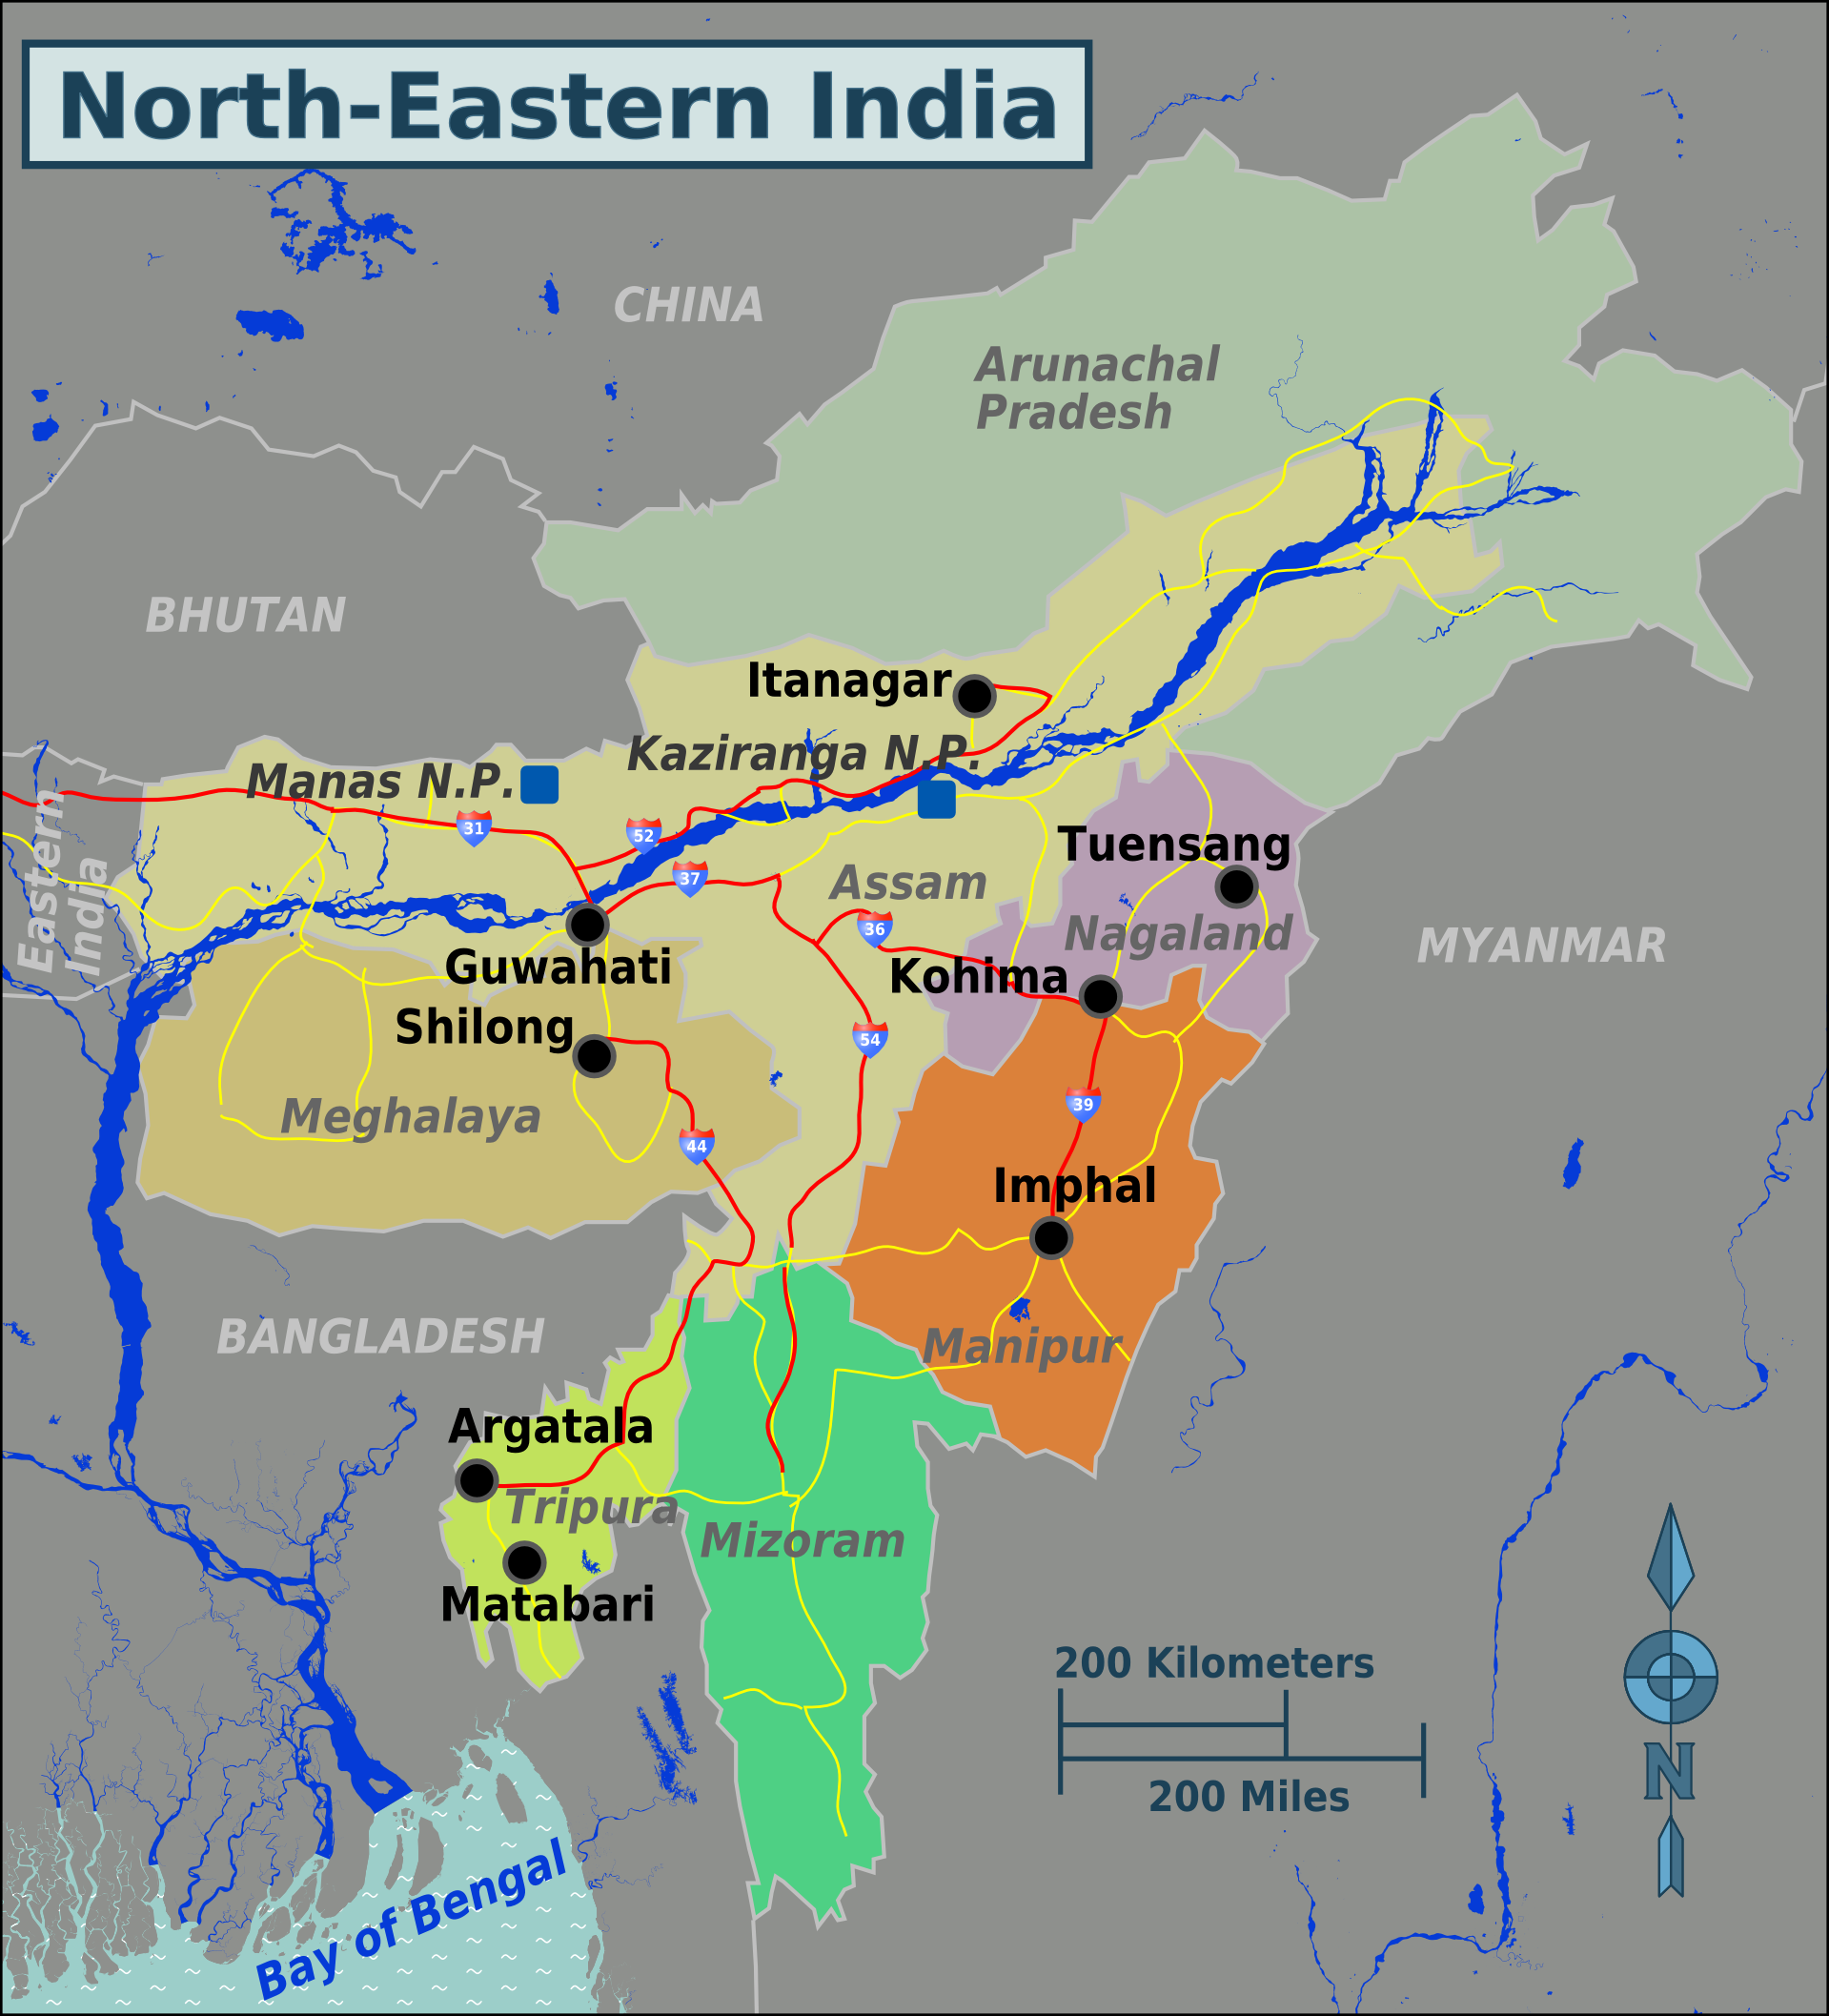 North-Eastern India
CHINA
Arunachal
Pradesh
BHUTAN
Itanagar
Kaziranga N.P.
Manas N.P.
31
52
Tuensang
Eastern
India
37
Assam
36
Nagaland
MYANMAR
Guwahati
Kohima
Shilong
54
Meghalaya
39
44
Imphal
BANGLADESH
Manipur
Argatala
Tripura
Mizoram
Matabari
200 Kilometers
N
200 Miles
Bay of Bengal